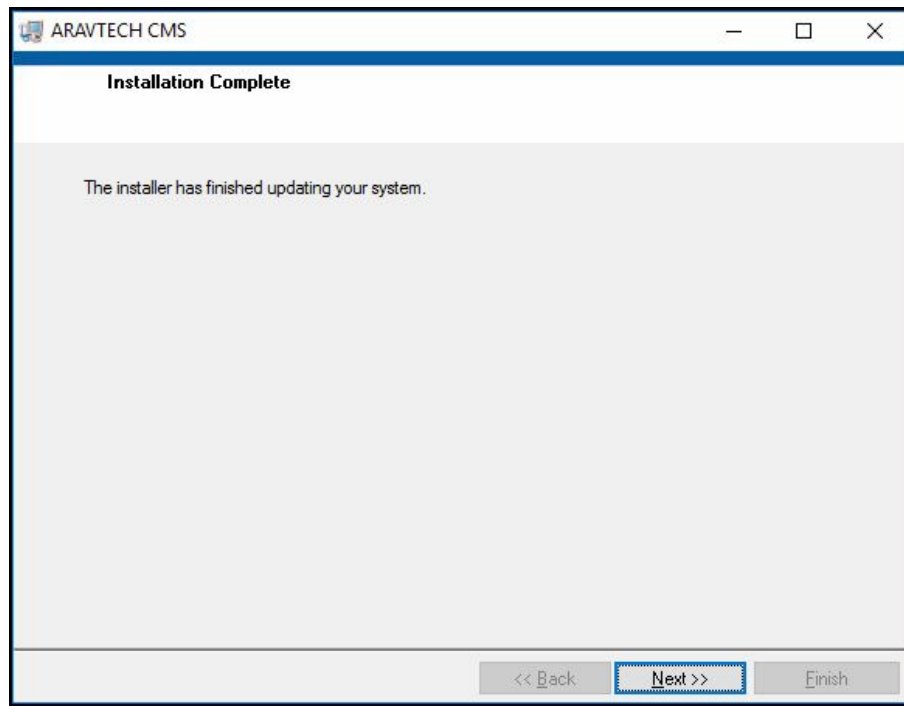 ARAVTECH CMS
Installation Complete
The installer has finished updating your system.
<< Back Next >> Finish